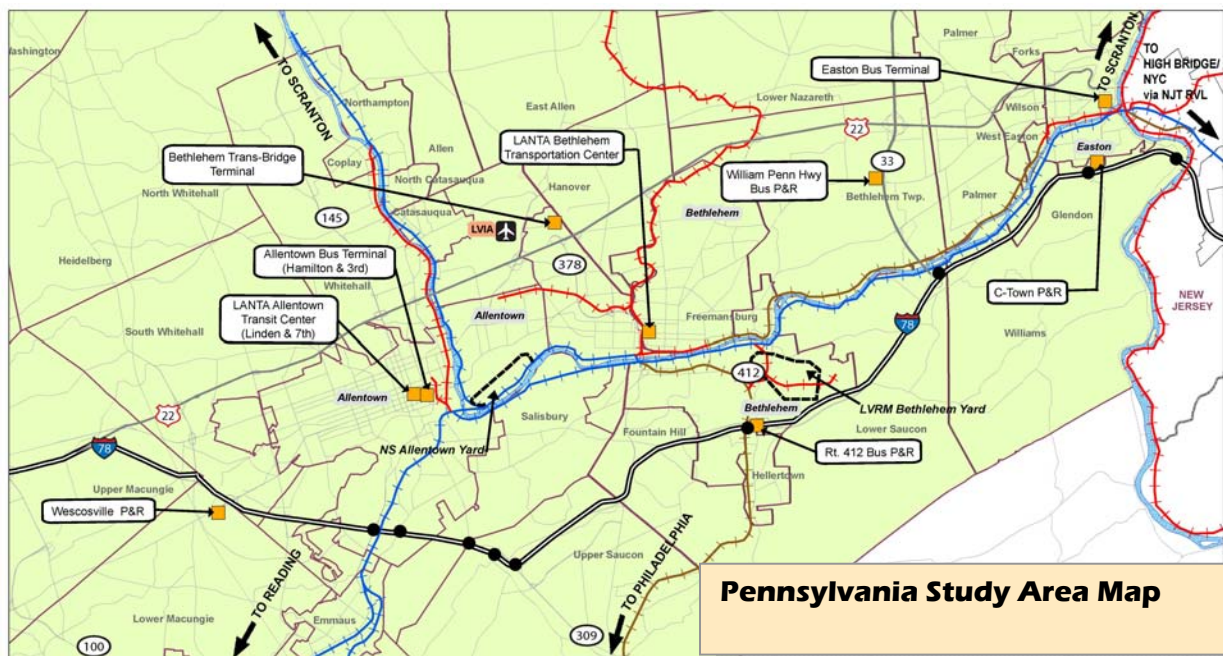 Washington
TO SCRANTON
Northampton
Coplay
Allen
North Catasauqua
Catasauqua
North Whitehall
145
Heidelberg
Whitehall
South Whitehall
East Allen
Hanover
Bethlehem Trans-Bridge
Terminal
LVIA
LANTA Bethlehem
Transportation Center
378
Allentown Bus Terminal
(Hamilton & 3rd)
LANTA Allentown
Transit Center
(Linden & 7th)
Allentown
Allentown
Bethlehem
Lower Nazareth
22
William Penn Hwy
Bus P&R
33
Bethlehem Twp.
Palmer
Palmer
Forks
Wilson
West Easton
Easton
Easton Bus Terminal
TO SCRANTON
TO
HIGH BRIDGE/
NYC
via NJT RVL
Glendon
C-Town P&R
NEW
JERSEY
Williams
78
Freemansburg
412
Bethlehem
LVRM Bethlehem Yard
Lower Saucon
Rt. 412 Bus P&R
Hellertown
Fountain Hill
Salisbury
NS Allentown Yard
22
78
Upper Macungie
Wescosville P&R
Lower Macungie
100
TO READING
Emmaus
Upper Saucon
309
TO PHILADELPHIA
Pennsylvania Study Area Map